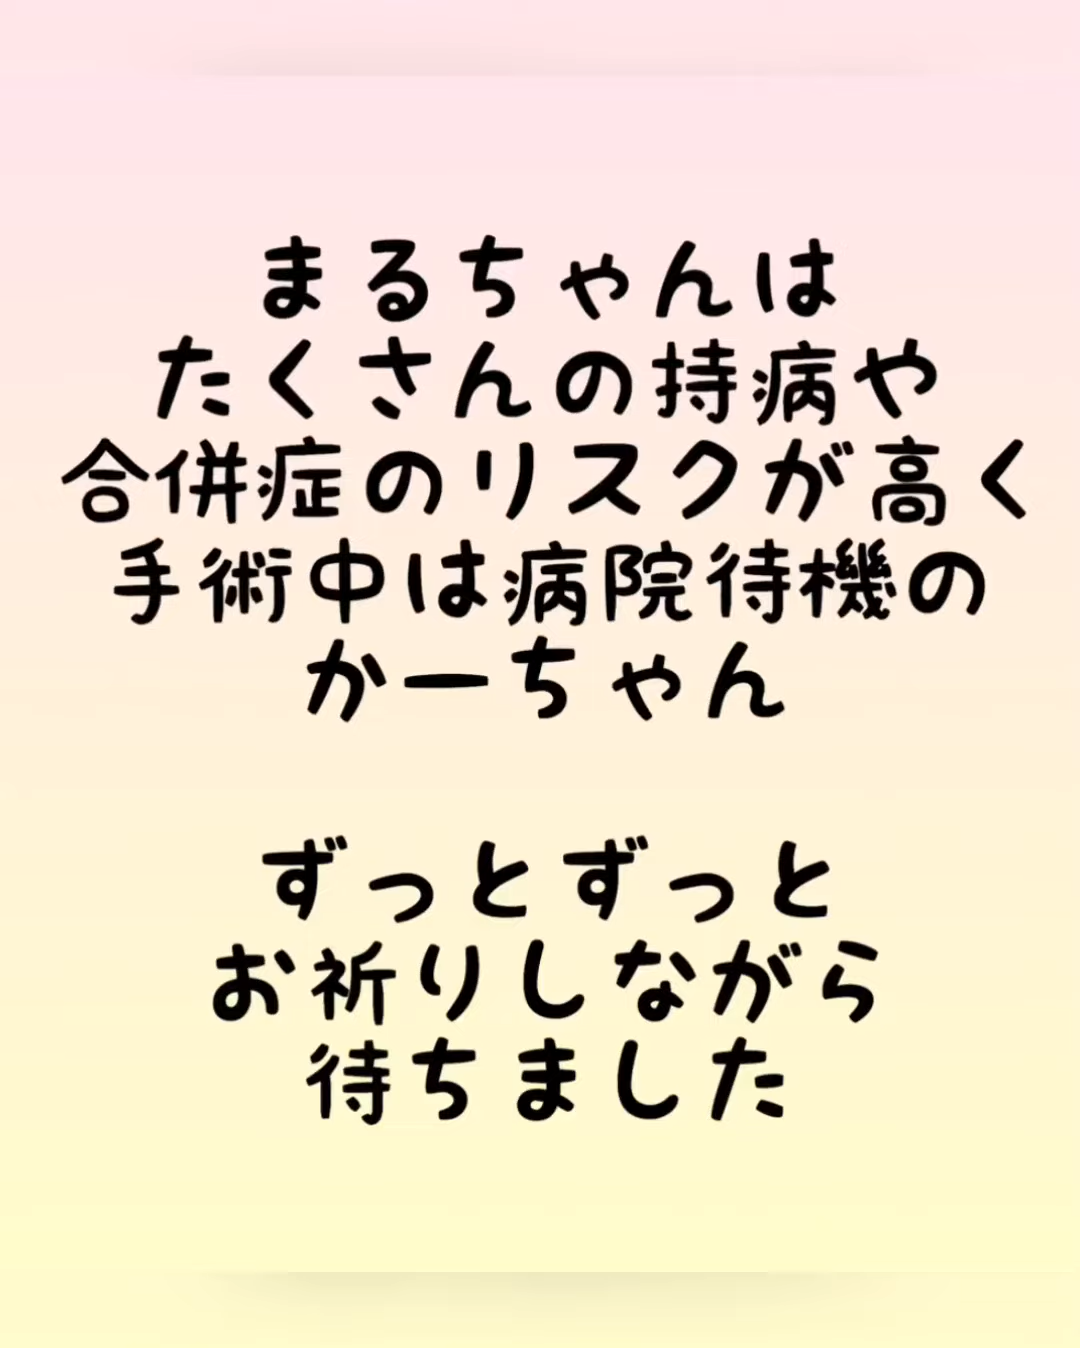 まるちゃんは
たくさんの持病や
合併症のリスクが高く
手術中は病院待機の
かーちゃん
ずっとずっと
お祈りしながら
待ちました